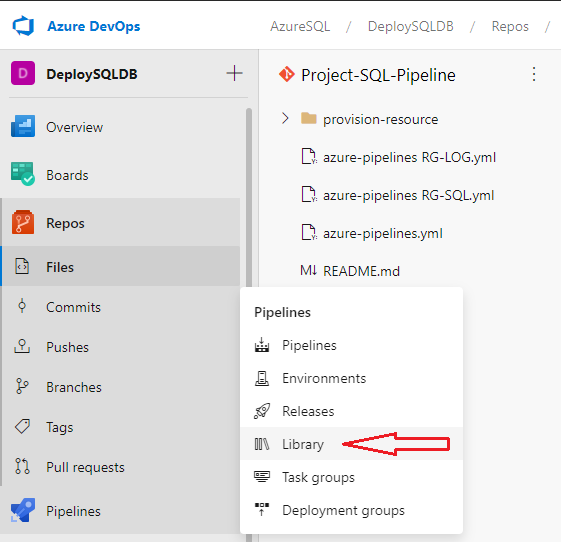 Azure DevOps
AzureSQL / DeploySQLDB / Repos /
DeploySQLDB
Overview
Boards
Repos
Files
Commits
Pushes
Branches
Tags
Pull requests
Pipelines
Project-SQL-Pipeline
provision-resource
azure-pipelines RG-LOG.yml
azure-pipelines RG-SQL.yml
azure-pipelines.yml
README.md
Pipelines
Pipelines
Environments
Releases
Library
Task groups
Deployment groups